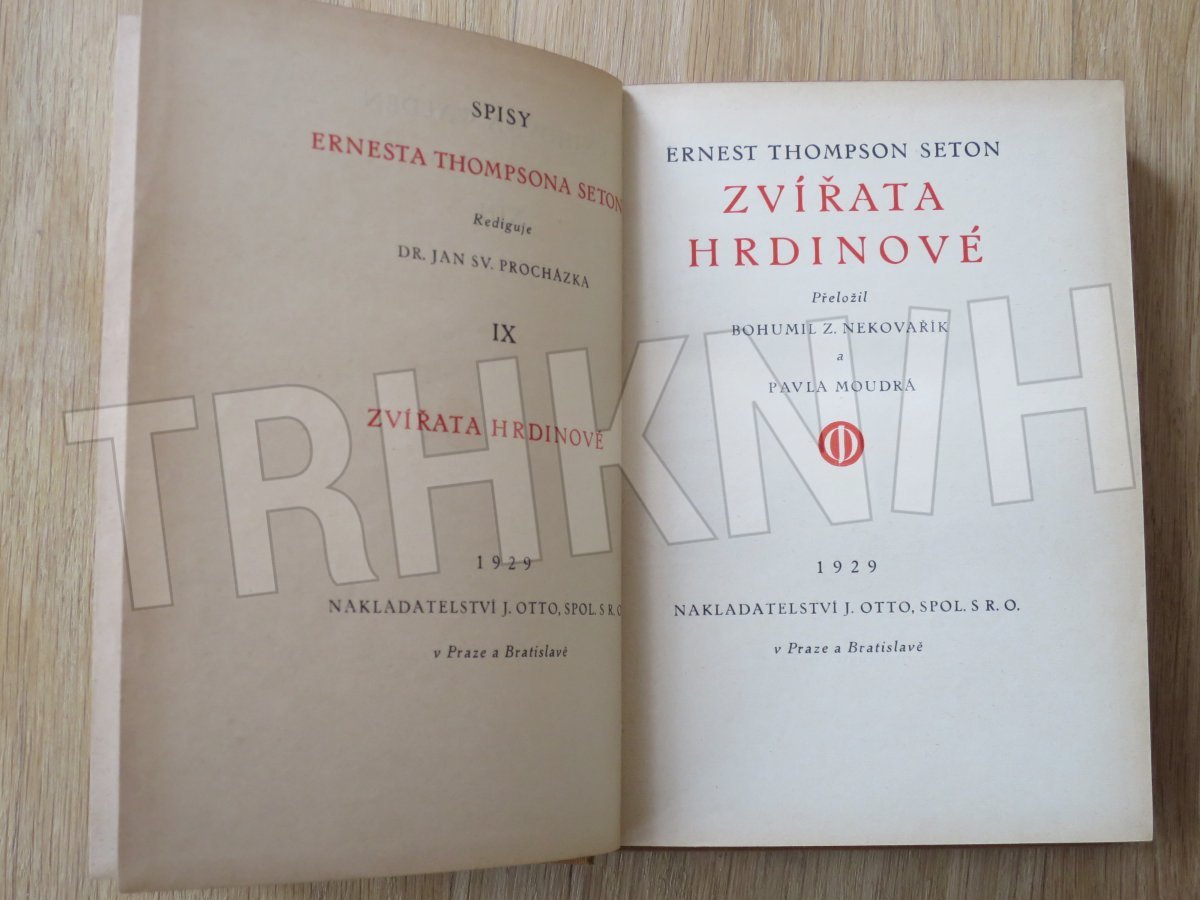 SPISY
ERNESTA THOMPSONA SETON
Rediguje
DR. JAN SV. PROCHÁZKA
IX
ZVÍŘATA HRDINOVÉ
1929
NAKLADATELSTVÍ J. OTTO, SPOL. S R. O.
v Praze a Bratislavě
ERNEST THOMPSON SETON
ZVÍŘATA
HRDINOVÉ
Přeložil
BOHUMIL Z. NEKOVAŘÍK
a
PAVLA MOUDRÁ
1929
NAKLADATELSTVÍ J. OTTO, SPOL. S R. O.
v Praze a Bratislavě
TRHKNIH